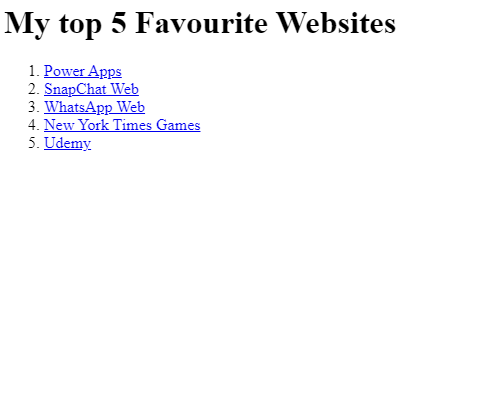 My top 5 Favourite Websites
1. Power Apps
2. SnapChat Web
3. WhatsApp Web
4. New York Times Games
5. Udemy